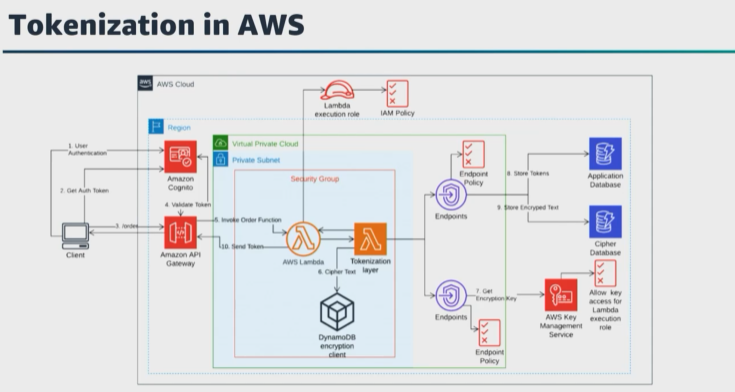 Tokenization in AWS
aws
AWS Cloud
Lambda
execution role
IAM Policy
Region
Virtual Private Cloud
Private Subnet
Security Group
1. User
Authentication
Amazon
Cognito
2. Get Auth Token
4. Validate Token
3. /order
Client
Amazon API
Gateway
5. Invoke Order Function
10. Send Token
AWS Lambda
Tokenization
layer
6. Cipher Text
DynamoDB
encryption
client
Endpoint
Policy
Endpoints
8. Store Tokens
9. Store Encrypted Text
Application
Database
Cipher
Database
7. Get
Encryption Key
Endpoints
Endpoint
Policy
AWS Key
Management
Service
Allow key
access for
Lambda
execution
role